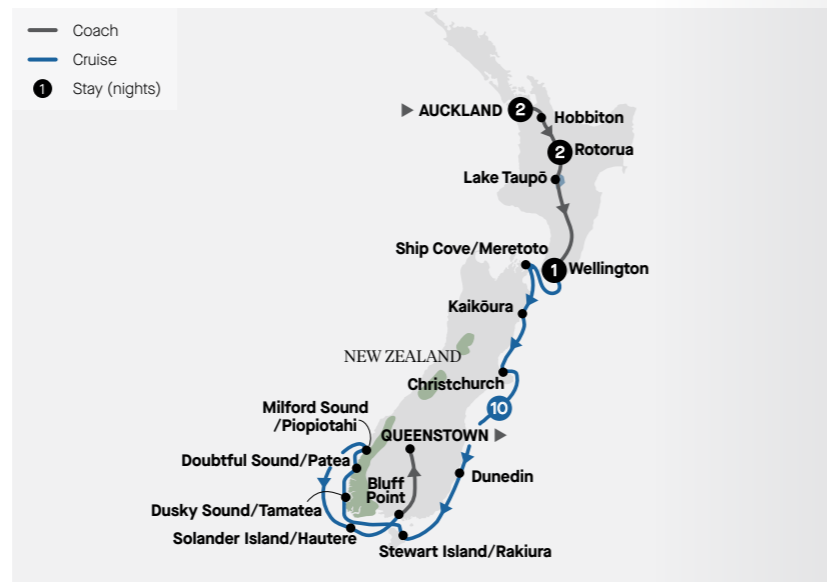 Coach
Cruise
1 Stay (nights)
AUCKLAND 2
Hobbiton
2 Rotorua
Lake Taupō
Ship Cove/Meretoto
1 Wellington
Kaikōura
NEW ZEALAND
Christchurch
10
Milford Sound
/Piopiotahi
QUEENSTOWN
Doubtful Sound/Patea
Dunedin
Bluff
Point
Dusky Sound/Tamatea
Solander Island/Hautere
Stewart Island/Rakiura